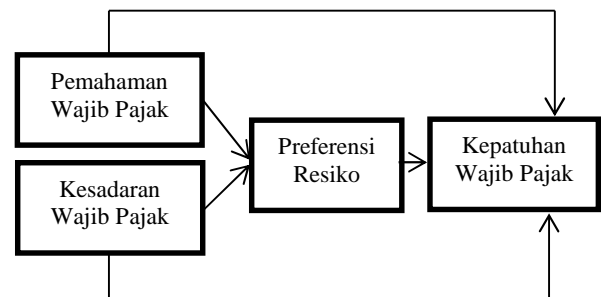 Pemahaman
Wajib Pajak
Kesadaran
Wajib Pajak
Preferensi
Resiko
Kepatuhan
Wajib Pajak